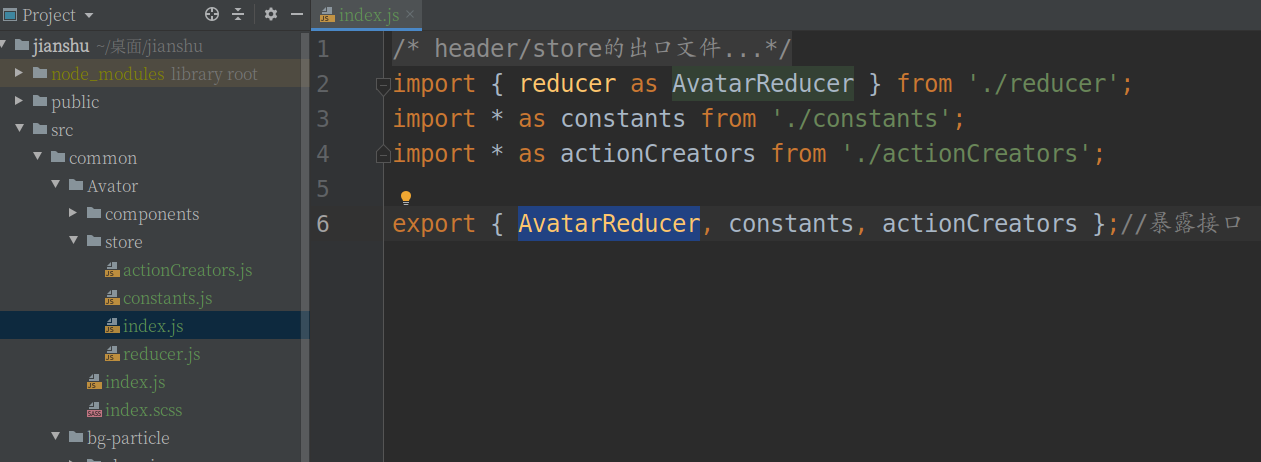 Project
index.js
jianshu ~/桌面/jianshu
node_modules library root
public
src
common
Avator
components
store
actionCreators.js
constants.js
index.js
reducer.js
index.js
index.scss
bg-particle
1 /* header/store的出口文件...*/
2 import { reducer as AvatarReducer } from './reducer';
3 import * as constants from './constants';
4 import * as actionCreators from './actionCreators';
5
6 export { AvatarReducer, constants, actionCreators };//暴露接口